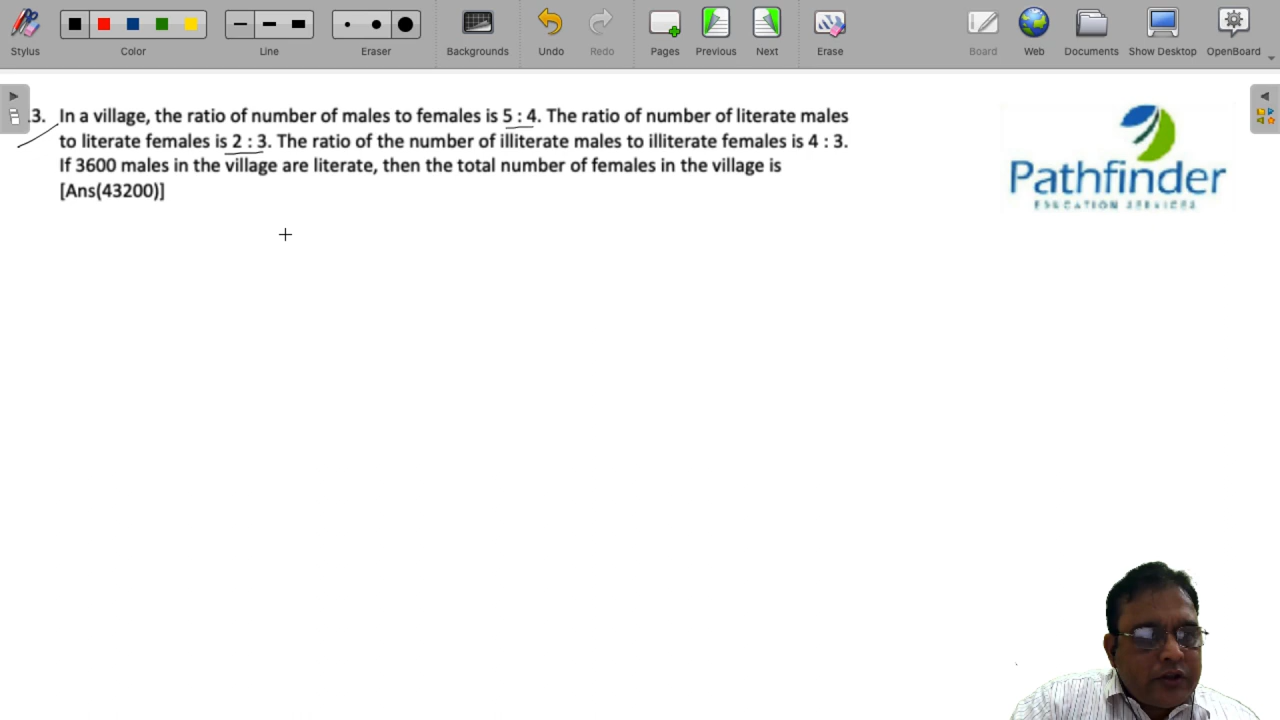 Stylus Color Line Eraser Backgrounds Undo Redo Pages Previous Next Erase Board Web Documents Show Desktop OpenBoard
.3. In a village, the ratio of number of males to females is 5 : 4. The ratio of number of literate males
to literate females is 2 : 3. The ratio of the number of illiterate males to illiterate females is 4 : 3.
If 3600 males in the village are literate, then the total number of females in the village is
[Ans(43200)]
Pathfinder
EDUCATION SERVICES